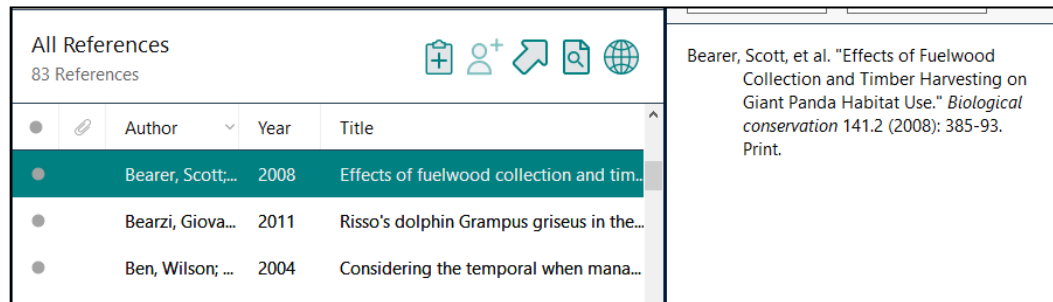 All References
83 References
Author Year Title
Bearer, Scott;... 2008 Effects of fuelwood collection and tim...
Bearzi, Giova... 2011 Risso's dolphin Grampus griseus in the...
Ben, Wilson; ... 2004 Considering the temporal when mana...
Bearer, Scott, et al. "Effects of Fuelwood
Collection and Timber Harvesting on
Giant Panda Habitat Use." Biological
conservation 141.2 (2008): 385-93.
Print.